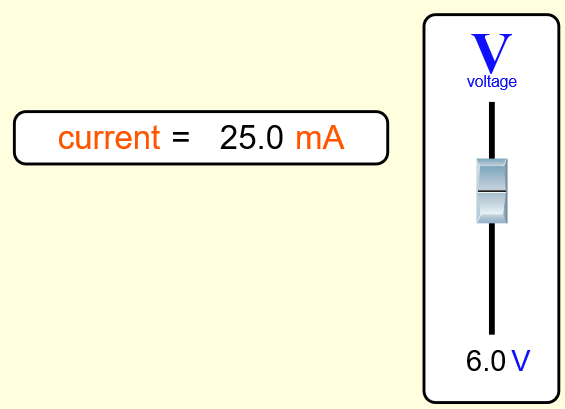 current = 25.0 mA
V
voltage
6.0 V